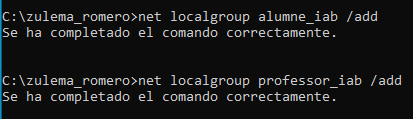 C:\zulema_romero>net localgroup alumne_iab /add
Se ha completado el comando correctamente.
C:\zulema_romero>net localgroup professor_iab /add
Se ha completado el comando correctamente.